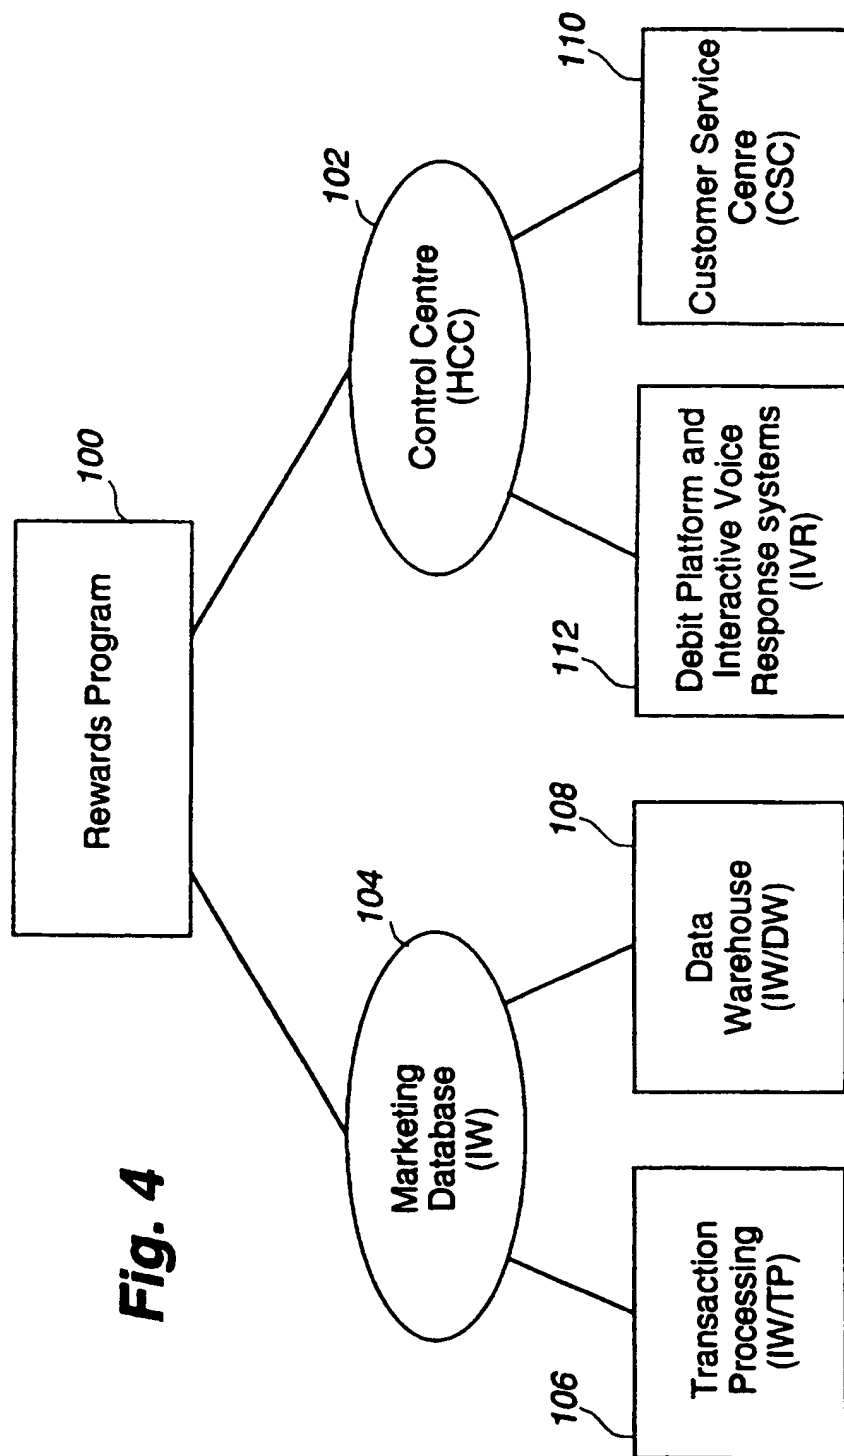 Fig. 4
Rewards Program
100
Marketing
Database
(IW)
104
Control Centre
(HCC)
102
Transaction
Processing
(IW/TP)
106
Data
Warehouse
(IW/DW)
108
Debit Platform and
Interactive Voice
Response systems
(IVR)
112
Customer Service
Cenre
(CSC)
110